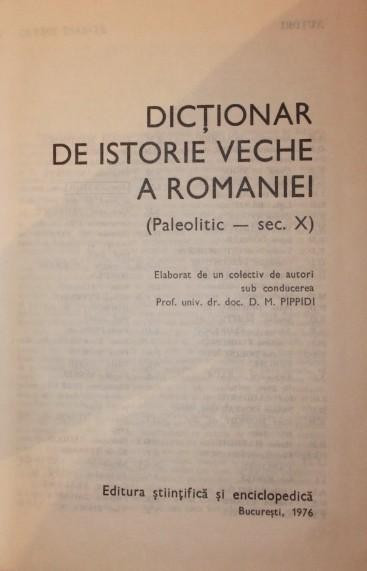 DICȚIONAR
DE ISTORIE VECHE
A ROMANIEI
(Paleolitic — sec. X)
Elaborat de un colectiv de autori
sub conducerea
Prof. univ. dr. doc. D. M. PIPPIDI
Editura științifică și enciclopedică
București, 1976